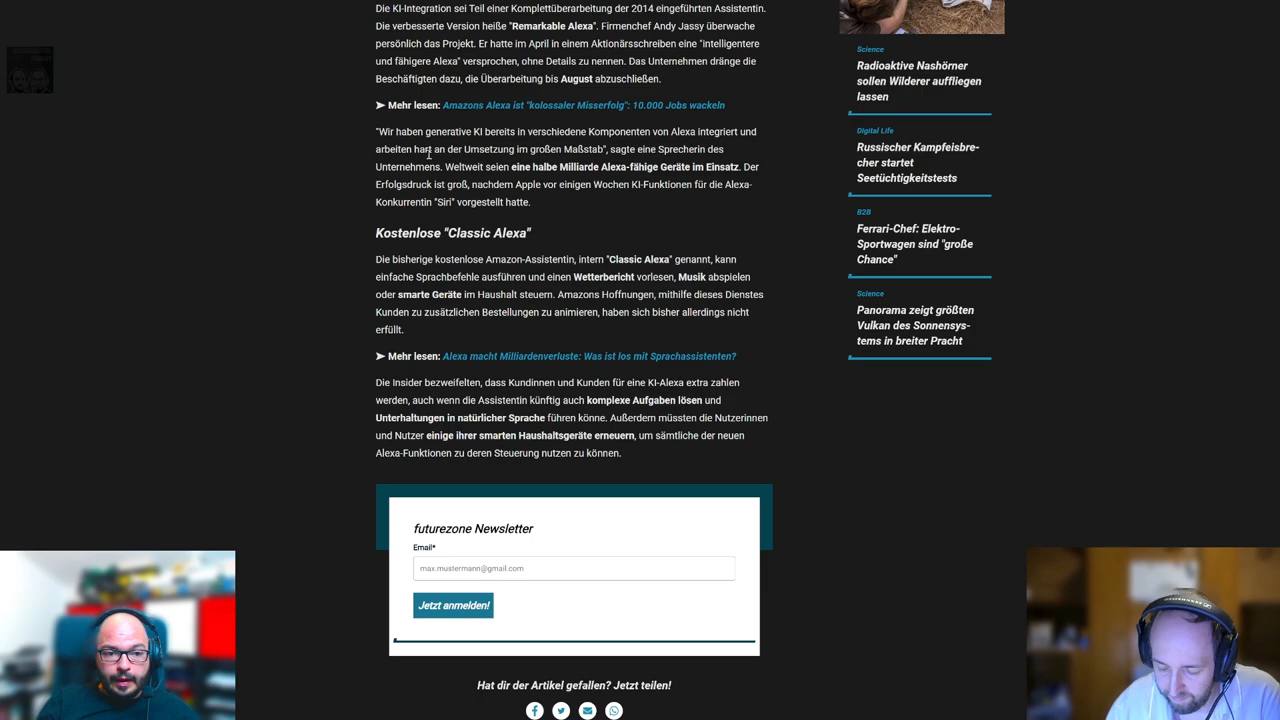 Die KI-Integration sei Teil einer Komplettüberarbeitung der 2014 eingeführten Assistentin.
Die verbesserte Version heiße "Remarkable Alexa". Firmenchef Andy Jassy überwache
persönlich das Projekt. Er hatte im April in einem Aktionärsschreiben eine "intelligentere
und fähigere Alexa" versprochen, ohne Details zu nennen. Das Unternehmen dränge die
Beschäftigten dazu, die Überarbeitung bis August abzuschließen.
➤ Mehr lesen: Amazons Alexa ist "kolossaler Misserfolg": 10.000 Jobs wackeln
"Wir haben generative KI bereits in verschiedene Komponenten von Alexa integriert und
arbeiten hart an der Umsetzung im großen Maßstab", sagte eine Sprecherin des
Unternehmens. Weltweit seien eine halbe Milliarde Alexa-fähige Geräte im Einsatz. Der
Erfolgsdruck ist groß, nachdem Apple vor einigen Wochen KI-Funktionen für die Alexa-
Konkurrentin "Siri" vorgestellt hatte.
Kostenlose "Classic Alexa"
Die bisherige kostenlose Amazon-Assistentin, intern "Classic Alexa" genannt, kann
einfache Sprachbefehle ausführen und einen Wetterbericht vorlesen, Musik abspielen
oder smarte Geräte im Haushalt steuern. Amazons Hoffnungen, mithilfe dieses Dienstes
Kunden zu zusätzlichen Bestellungen zu animieren, haben sich bisher allerdings nicht
erfüllt.
➤ Mehr lesen: Alexa macht Milliardenverluste: Was ist los mit Sprachassistenten?
Die Insider bezweifelten, dass Kundinnen und Kunden für eine KI-Alexa extra zahlen
werden, auch wenn die Assistentin künftig auch komplexe Aufgaben lösen und
Unterhaltungen in natürlicher Sprache führen könne. Außerdem müssten die Nutzerinnen
und Nutzer einige ihrer smarten Haushaltsgeräte erneuern, um sämtliche der neuen
Alexa-Funktionen zu deren Steuerung nutzen zu können.
futurezone Newsletter
Email*
max.mustermann@gmail.com
Jetzt anmelden!
Hat dir der Artikel gefallen? Jetzt teilen!
Science
Radioaktive Nashörner
sollen Wilderer auffliegen
lassen
Digital Life
Russischer Kampfeisbre-
cher startet
Seetüchtigkeitstests
B2B
Ferrari-Chef: Elektro-
Sportwagen sind "große
Chance"
Science
Panorama zeigt größten
Vulkan des Sonnensys-
tems in breiter Pracht